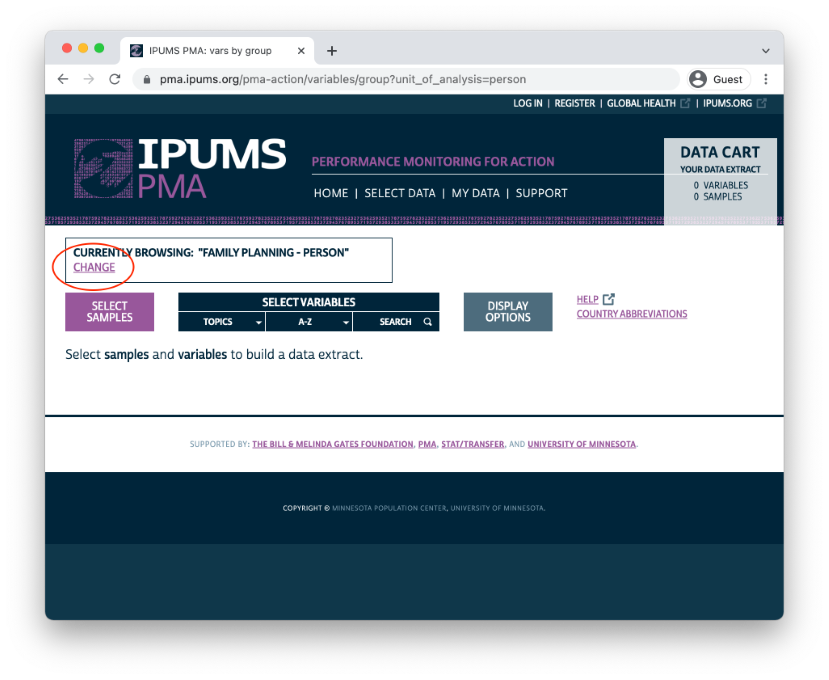 IPUMS PMA: vars by group
pma.ipums.org/pma-action/variables/group?unit_of_analysis=person
Guest
LOG IN | REGISTER | GLOBAL HEALTH | IPUMS.ORG
IPUMS
PMA
PERFORMANCE MONITORING FOR ACTION
HOME | SELECT DATA | MY DATA | SUPPORT
DATA CART
YOUR DATA EXTRACT
0 VARIABLES
0 SAMPLES
CURRENTLY BROWSING: "FAMILY PLANNING - PERSON"
CHANGE
SELECT
SAMPLES
SELECT VARIABLES
TOPICS A-Z SEARCH
DISPLAY
OPTIONS
HELP
COUNTRY ABBREVIATIONS
Select samples and variables to build a data extract.
SUPPORTED BY: THE BILL & MELINDA GATES FOUNDATION, PMA, STAT/TRANSFER, AND UNIVERSITY OF MINNESOTA.
COPYRIGHT © MINNESOTA POPULATION CENTER, UNIVERSITY OF MINNESOTA.